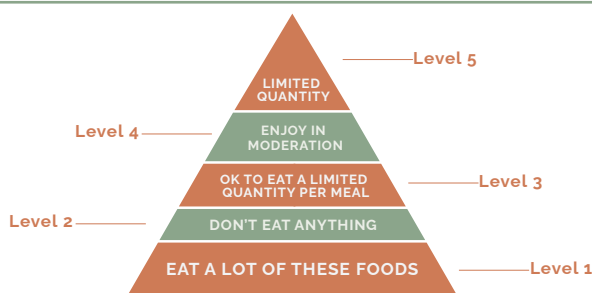 Level 5
LIMITED
QUANTITY
Level 4
ENJOY IN
MODERATION
OK TO EAT A LIMITED
QUANTITY PER MEAL
Level 3
Level 2
DON'T EAT ANYTHING
EAT A LOT OF THESE FOODS
Level 1